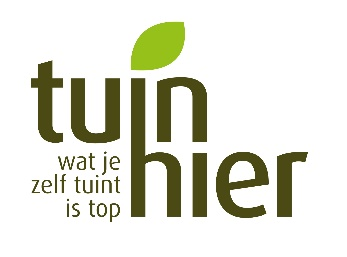 tuin
hier
wat je
zelf tuint
is top